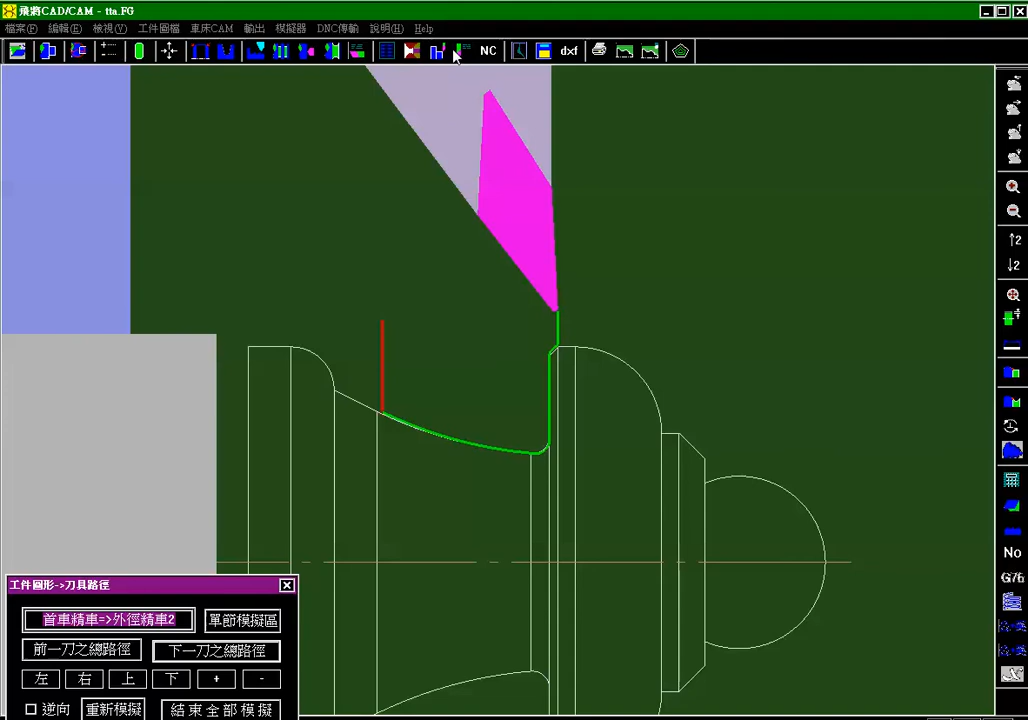 飛將CAD/CAM - tta.FG
檔案(F) 編輯(E) 檢視(V) 工件圖檔 車床CAM 輸出 模擬器 DNC傳輸 說明(H) Help
NC dxf
↑2
↓2
No
G76
工件圖形->刀具路徑
首車精車=>外徑精車2 單節模擬區
前一刀之總路徑 下一刀之總路徑
左 右 上 下 + -
逆向 重新模擬 結束全部模擬